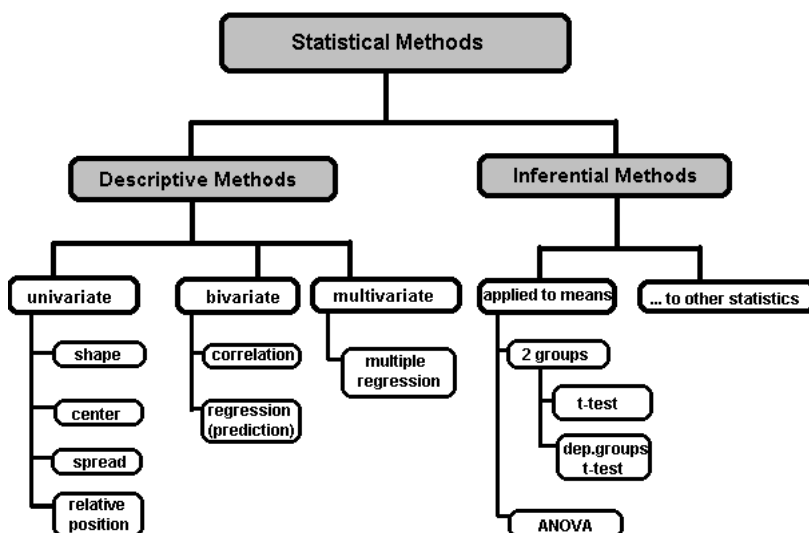 Statistical Methods
Descriptive Methods
Inferential Methods
univariate
bivariate
multivariate
applied to means
... to other statistics
shape
center
spread
relative
position
correlation
regression
(prediction)
multiple
regression
2 groups
t-test
dep.groups
t-test
ANOVA